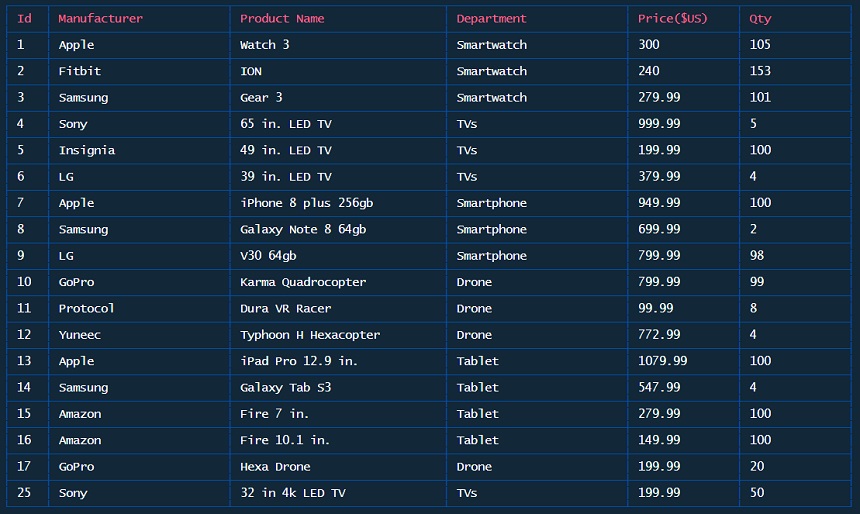 Id Manufacturer Product Name Department Price($US) Qty
1 Apple Watch 3 Smartwatch 300 105
2 Fitbit ION Smartwatch 240 153
3 Samsung Gear 3 Smartwatch 279.99 101
4 Sony 65 in. LED TV TVs 999.99 5
5 Insignia 49 in. LED TV TVs 199.99 100
6 LG 39 in. LED TV TVs 379.99 4
7 Apple iPhone 8 plus 256gb Smartphone 949.99 100
8 Samsung Galaxy Note 8 64gb Smartphone 699.99 2
9 LG V30 64gb Smartphone 799.99 98
10 GoPro Karma Quadrocopter Drone 799.99 99
11 Protocol Dura VR Racer Drone 99.99 8
12 Yuneec Typhoon H Hexacopter Drone 772.99 4
13 Apple iPad Pro 12.9 in. Tablet 1079.99 100
14 Samsung Galaxy Tab S3 Tablet 547.99 4
15 Amazon Fire 7 in. Tablet 279.99 100
16 Amazon Fire 10.1 in. Tablet 149.99 100
17 GoPro Hexa Drone Drone 199.99 20
25 Sony 32 in 4k LED TV TVs 199.99 50